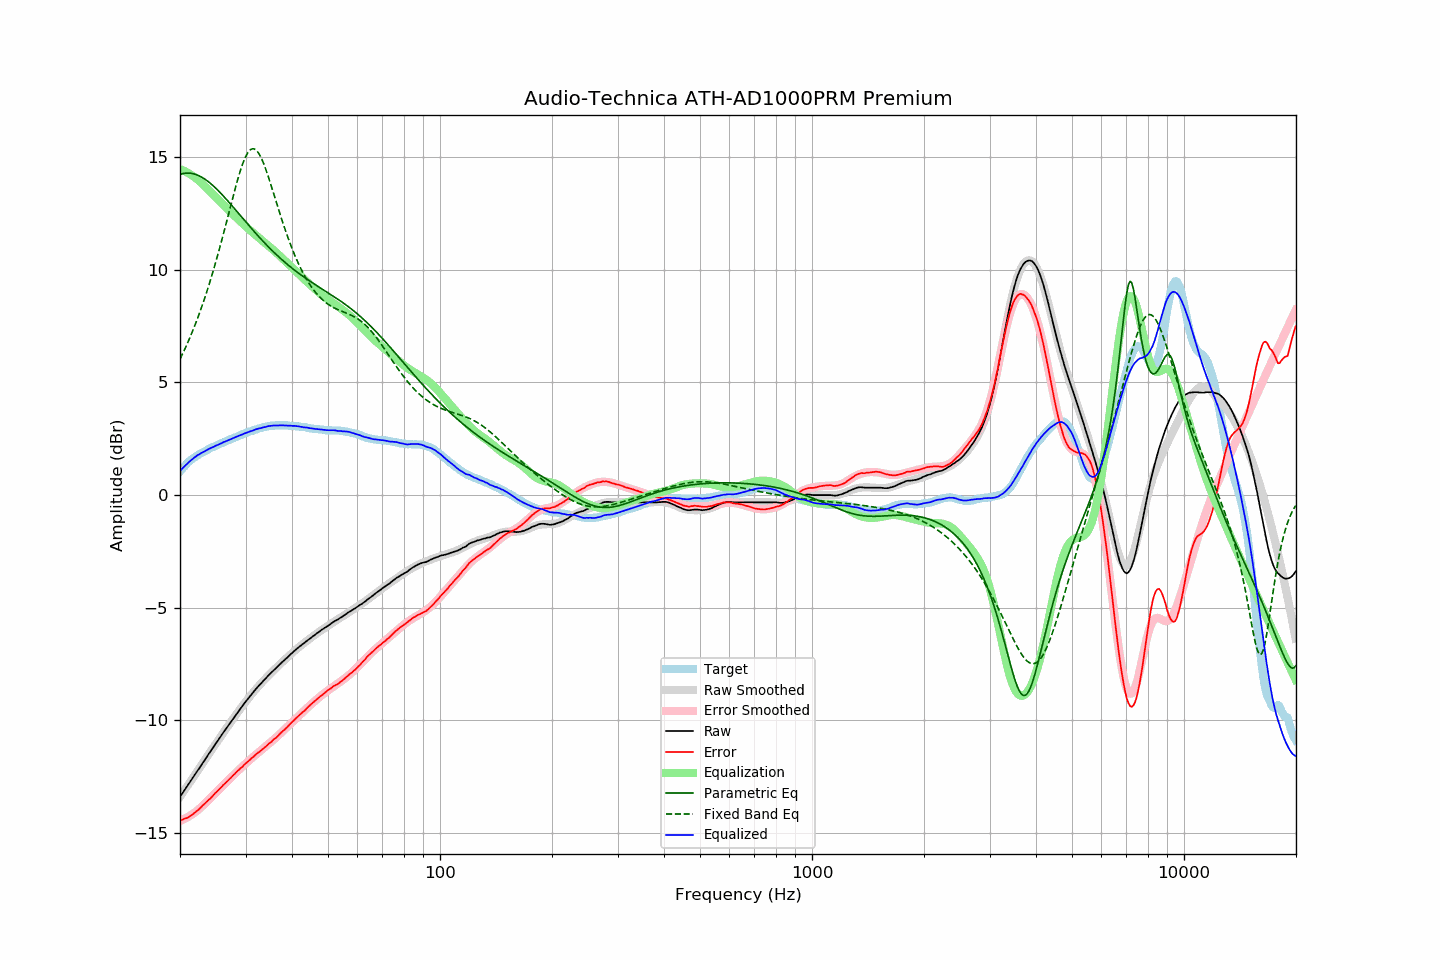 Audio-Technica ATH-AD1000PRM Premium
15
10
5
0
−5
−10
−15
Amplitude (dBr)
Target
Raw Smoothed
Error Smoothed
Raw
Error
Equalization
Parametric Eq
Fixed Band Eq
Equalized
100
1000
10000
Frequency (Hz)